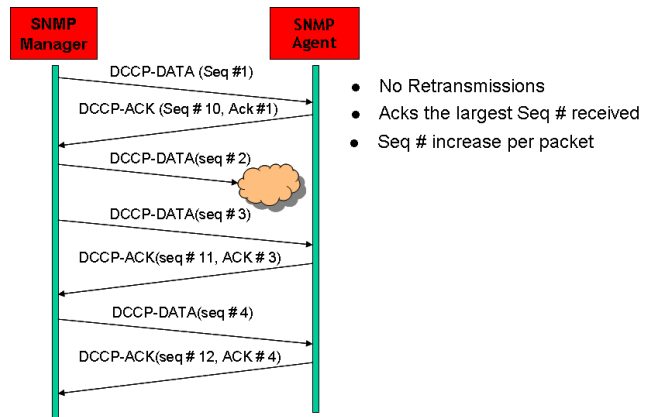 SNMP
Manager
SNMP
Agent
DCCP-DATA (Seq #1)
DCCP-ACK (Seq # 10, Ack #1)
DCCP-DATA(seq # 2)
DCCP-DATA(seq # 3)
DCCP-ACK(seq # 11, ACK # 3)
DCCP-DATA(seq # 4)
DCCP-ACK(seq # 12, ACK # 4)
● No Retransmissions
● Acks the largest Seq # received
● Seq # increase per packet